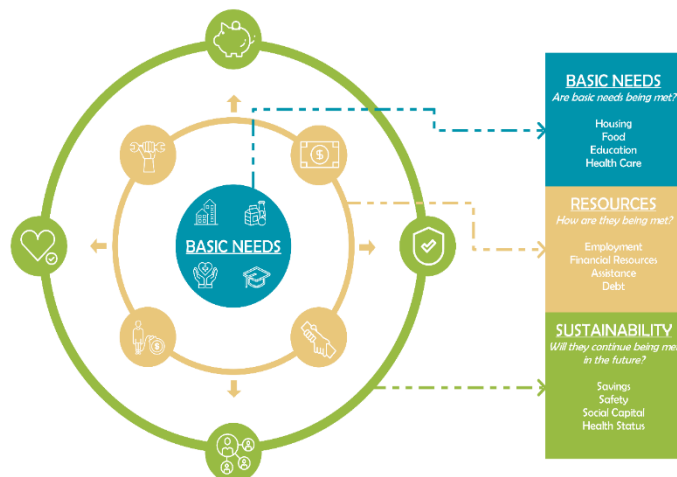 BASIC NEEDS
BASIC NEEDS
Are basic needs being met?
Housing
Food
Education
Health Care
RESOURCES
How are they being met?
Employment
Financial Resources
Assistance
Debt
SUSTAINABILITY
Will they continue being met
in the future?
Savings
Safety
Social Capital
Health Status